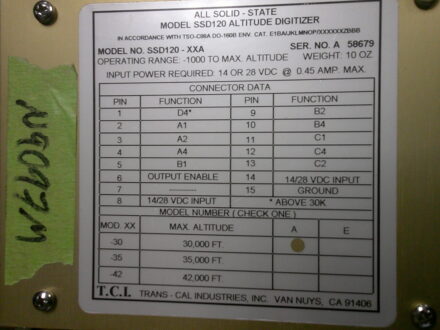 ALL SOLID - STATE
MODEL SSD120 ALTITUDE DIGITIZER
IN ACCORDANCE WITH TSO-C88A DO-160B ENV. CAT. E1BAUKLMNOP/XXXXXXZBBB
MODEL NO. SSD120 - XXA SER. NO. A 58679
OPERATING RANGE: -1000 TO MAX. ALTITUDE WEIGHT: 10 OZ.
INPUT POWER REQUIRED: 14 OR 28 VDC @ 0.45 AMP. MAX.
CONNECTOR DATA
PIN FUNCTION PIN FUNCTION
1 D4* 9 B2
2 A1 10 B4
3 A2 11 C1
4 A4 12 C4
5 B1 13 C2
6 OUTPUT ENABLE 14 14/28 VDC INPUT
7 -------- 15 GROUND
8 14/28 VDC INPUT * ABOVE 30K
MODEL NUMBER ( CHECK ONE )
MOD XX MAX. ALTITUDE A E
-30 30,000 FT.
-35 35,000 FT.
-42 42,000 FT.
T.C.I. TRANS - CAL INDUSTRIES, INC. VAN NUYS, CA 91406